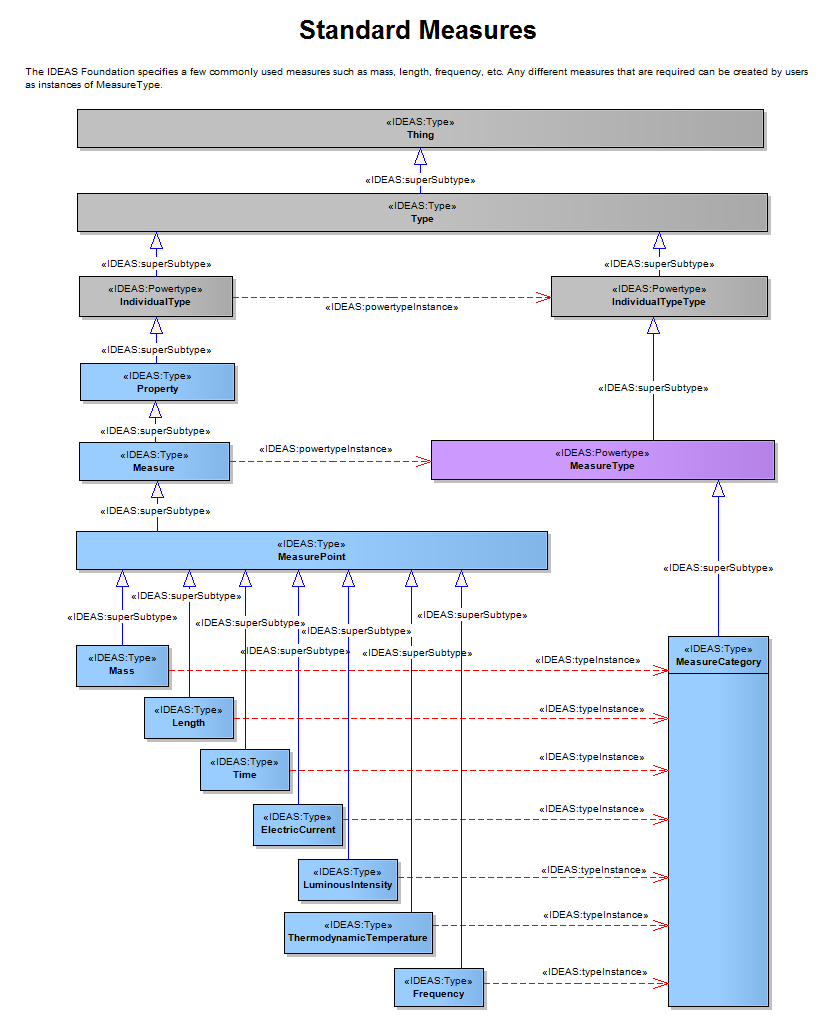 Standard Measures
The IDEAS Foundation specifies a few commonly used measures such as mass, length, frequency, etc. Any different measures that are required can be created by users
as instances of MeasureType.
«IDEAS:Type»
Thing
«IDEAS:superSubtype»
«IDEAS:Type»
Type
«IDEAS:superSubtype»
«IDEAS:superSubtype»
«IDEAS:Powertype»
IndividualType
«IDEAS:powertypeInstance»
«IDEAS:Powertype»
IndividualTypeType
«IDEAS:superSubtype»
«IDEAS:Type»
Property
«IDEAS:superSubtype»
«IDEAS:superSubtype»
«IDEAS:Type»
Measure
«IDEAS:powertypeInstance»
«IDEAS:Powertype»
MeasureType
«IDEAS:superSubtype»
«IDEAS:Type»
MeasurePoint
«IDEAS:superSubtype»
«IDEAS:superSubtype»
«IDEAS:superSubtype»
«IDEAS:superSubtype»
«IDEAS:superSubtype»
«IDEAS:superSubtype»
«IDEAS:superSubtype»
«IDEAS:superSubtype»
«IDEAS:Type»
Mass
«IDEAS:typeInstance»
«IDEAS:Type»
MeasureCategory
«IDEAS:Type»
Length
«IDEAS:typeInstance»
«IDEAS:Type»
Time
«IDEAS:typeInstance»
«IDEAS:Type»
ElectricCurrent
«IDEAS:typeInstance»
«IDEAS:Type»
LuminousIntensity
«IDEAS:typeInstance»
«IDEAS:Type»
ThermodynamicTemperature
«IDEAS:typeInstance»
«IDEAS:Type»
Frequency
«IDEAS:typeInstance»